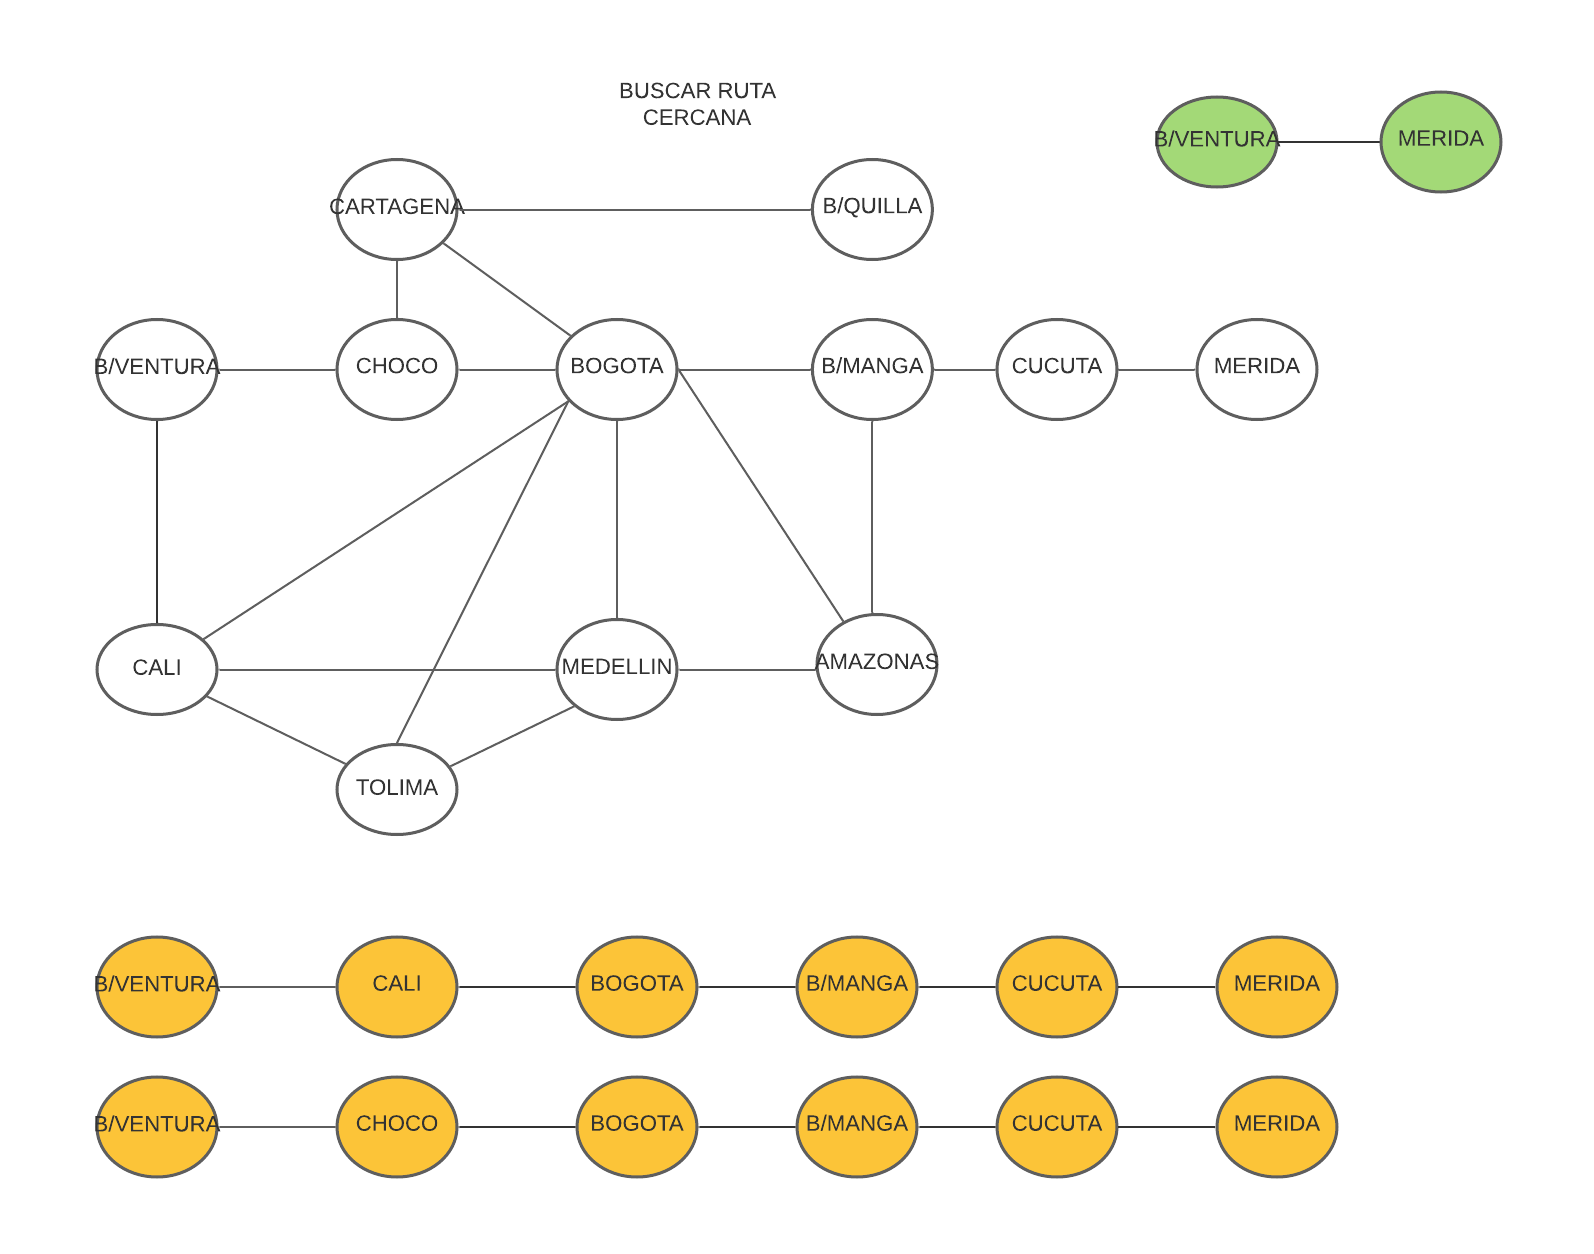 BUSCAR RUTA
CERCANA
B/VENTURA
MERIDA
CARTAGENA
B/QUILLA
B/VENTURA
CHOCO
BOGOTA
B/MANGA
CUCUTA
MERIDA
CALI
MEDELLIN
AMAZONAS
TOLIMA
B/VENTURA
CALI
BOGOTA
B/MANGA
CUCUTA
MERIDA
B/VENTURA
CHOCO
BOGOTA
B/MANGA
CUCUTA
MERIDA